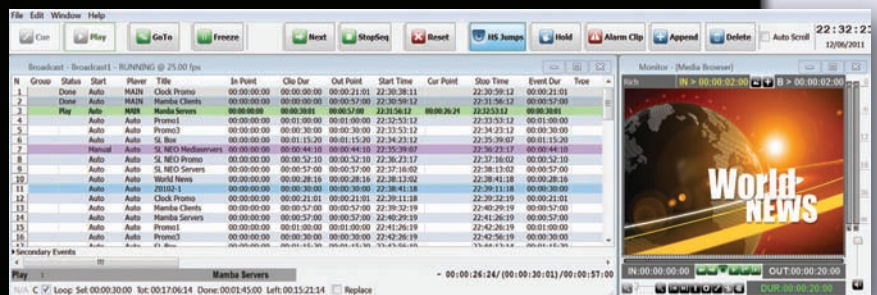 File Edit Window Help
Cue Play GoTo Freeze Next StopSeq Reset HS Jumps Hold Alarm Clip Append Delete Auto Scroll 22:32:2
12/06/2011
Broadcast - Broadcast1 - RUNNING @ 25.00 fps
Monitor - [Media Browser]
N Group Status Start Player Title In Point Clip Dur Out Point Start Time Cur Point Stop Time Event Dur Type
Rich IN > 00:00:02:00 B > 00:00:02:00
1 Done Auto MAIN Clock Promo 00:00:00:00 00:00:00:00 00:00:21:01 22:30:38:11 22:30:59:12 00:00:21:01
2 Done Auto MAIN Mamba Clients 00:00:00:00 00:00:00:00 00:00:57:00 22:30:59:12 22:31:56:12 00:00:57:00
3 Play Auto MAIN Mamba Servers 00:00:00:00 00:00:30:01 00:00:57:00 22:31:56:12 00:00:26:24 22:32:53:12 00:00:30:01
4 Auto Auto Promo1 00:00:00:00 00:01:00:00 00:01:00:00 22:32:53:12 22:33:53:12 00:01:00:00
5 Auto Auto Promo3 00:00:00:00 00:00:30:00 00:00:30:00 22:33:53:12 22:34:23:12 00:00:30:00
6 Auto Auto SL Box 00:00:00:00 00:01:15:20 00:01:15:20 22:34:23:12 22:35:39:07 00:01:15:20
7 Manual Auto SL NEO Mediaservers 00:00:00:00 00:00:44:10 00:00:44:10 22:35:39:07 22:36:23:17 00:00:44:10
8 Auto Auto SL NEO Promo 00:00:00:00 00:00:52:10 00:00:52:10 22:36:23:17 22:37:16:02 00:00:52:10
9 Auto Auto SL NEO Servers 00:00:00:00 00:00:57:00 00:00:57:00 22:37:16:02 22:38:13:02 00:00:57:00
10 Auto Auto World News 00:00:00:00 00:00:28:16 00:00:28:16 22:38:13:02 22:38:41:18 00:00:28:16
11 Auto Auto Z0102-1 00:00:00:00 00:00:30:00 00:00:30:00 22:38:41:18 22:39:11:18 00:00:30:00
12 Auto Auto Clock Promo 00:00:00:00 00:00:21:01 00:00:21:01 22:39:11:18 22:39:32:19 00:00:21:01
13 Auto Auto Mamba Clients 00:00:00:00 00:00:57:00 00:00:57:00 22:39:32:19 22:40:29:19 00:00:57:00
14 Auto Auto Mamba Servers 00:00:00:00 00:00:57:00 00:00:57:00 22:40:29:19 22:41:26:19 00:00:57:00
15 Auto Auto Promo1 00:00:00:00 00:01:00:00 00:01:00:00 22:41:26:19 22:42:26:19 00:01:00:00
16 Auto Auto Promo3 00:00:00:00 00:00:30:00 00:00:30:00 22:42:26:19 22:42:56:19 00:00:30:00
World
NEWS
Secondary Events
Play : Mamba Servers - 00:00:26:24/(00:00:30:01)/00:00:57:00
IN:00:00:00:00 OUT:00:00:20:00
N/A C Loop Set 00:00:30:00 Tot 00:17:06:14 Done:00:01:45:00 Left:00:15:21:14 Replace
DUR:00:00:20:00